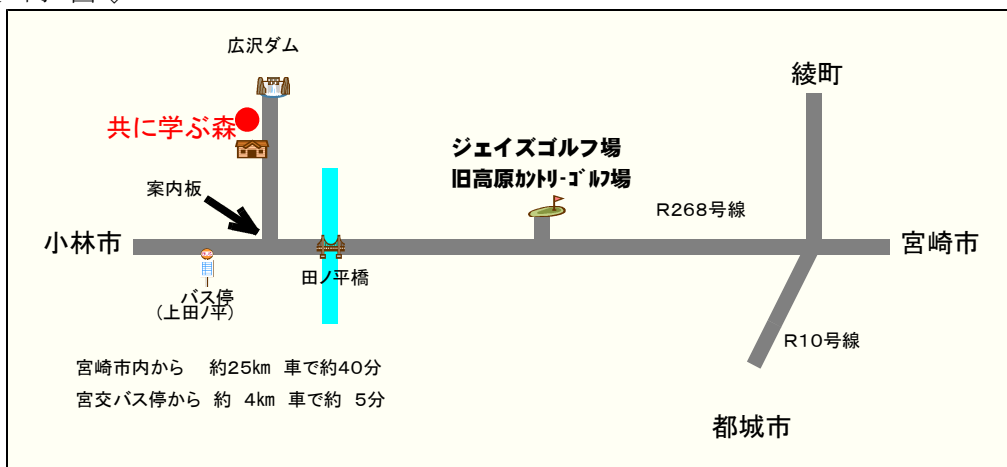 広沢ダム
綾町
共に学ぶ森
ジェイズゴルフ場
旧高原カントリーゴルフ場
案内板
R268号線
小林市
宮崎市
田ノ平橋
バス停
(上田ノ平)
R10号線
宮崎市内から 約25km 車で約40分
宮交バス停から 約 4km 車で約 5分
都城市